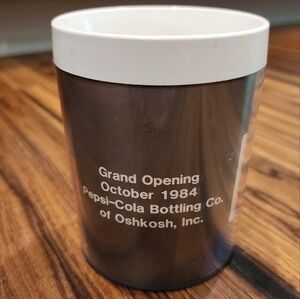 Grand Opening
October 1984
Pepsi-Cola Bottling Co.
of Oshkosh, Inc.